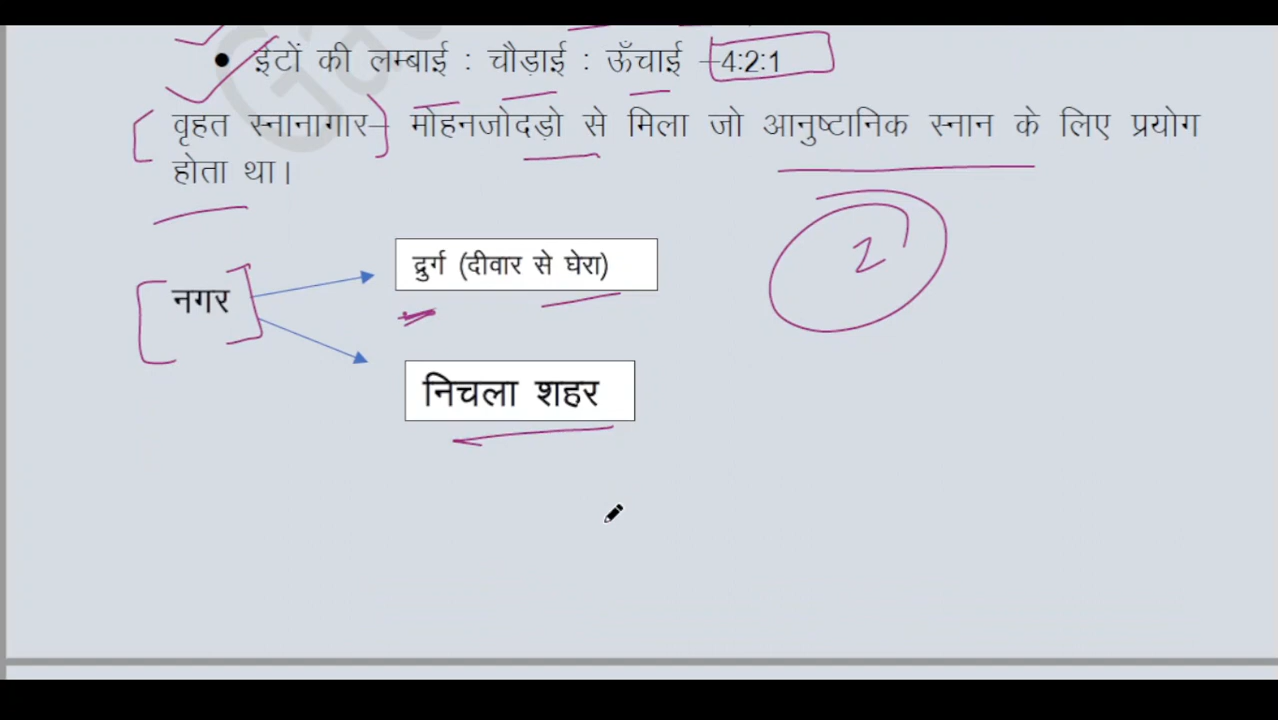 • ईंटों की लम्बाई : चौड़ाई : ऊँचाई –4:2:1
वृहत स्नानागार– मोहनजोदड़ो से मिला जो आनुष्टानिक स्नान के लिए प्रयोग
होता था।
द्रुर्ग (दीवार से घेरा)
नगर
निचला शहर
2